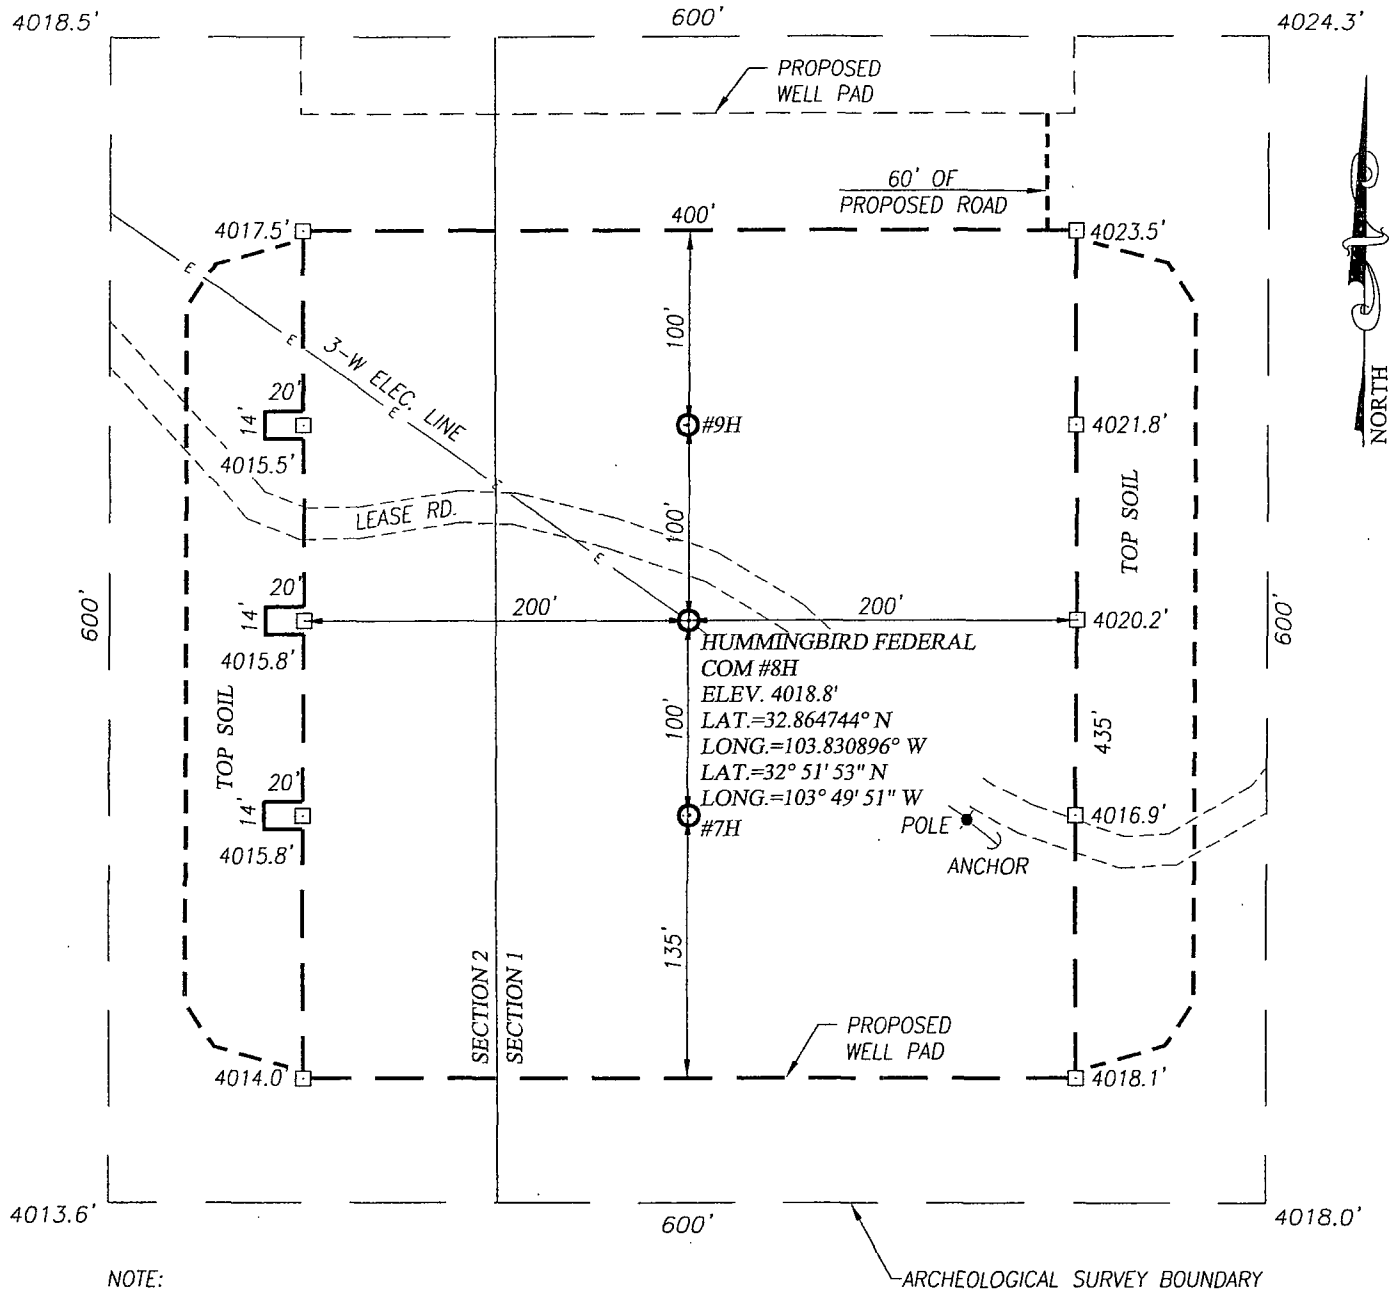 4018.5'
600'
4024.3'
PROPOSED
WELL PAD
60' OF
PROPOSED ROAD
4017.5'
400'
4023.5'
NORTH
E
E
3-W ELEC. LINE
E
E
E
100'
20'
14'
4015.5'
#9H
4021.8'
LEASE RD.
100'
TOP SOIL
600'
20'
14'
4015.8'
200'
200'
4020.2'
600'
HUMMINGBIRD FEDERAL
COM #8H
ELEV. 4018.8'
LAT.=32.864744° N
LONG.=103.830896° W
LAT.=32° 51' 53" N
LONG.=103° 49' 51" W
100'
TOP SOIL
435'
20'
14'
4015.8'
#7H
POLE
ANCHOR
4016.9'
135'
SECTION 2
SECTION 1
PROPOSED
WELL PAD
4014.0'
4018.1'
4013.6'
600'
4018.0'
NOTE:
ARCHEOLOGICAL SURVEY BOUNDARY